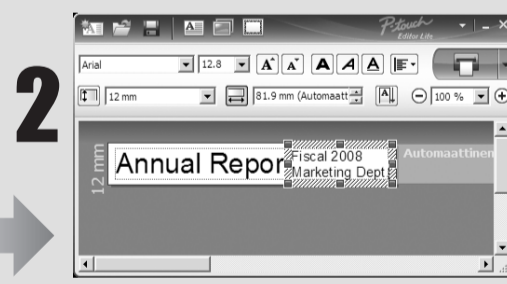 2
P-touch
Editor Lite
Arial
12.8
A A A A A
12 mm
81.9 mm (Automaatt
A
100 %
12 mm
Annual Repor
Fiscal 2008
Marketing Dept
Automaattinen